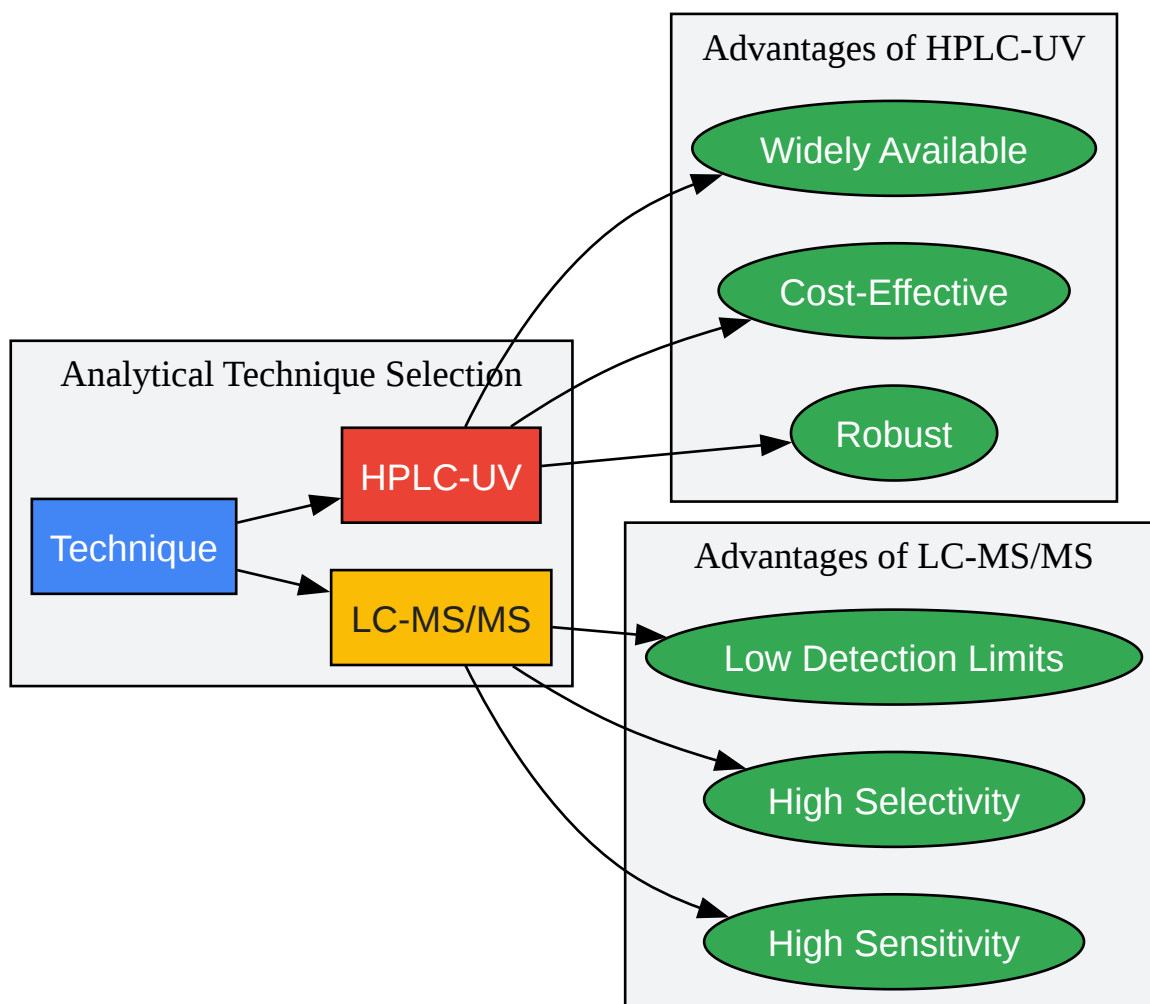 Advantages of HPLC-UV
Widely Available
Cost-Effective
Robust
Analytical Technique Selection
HPLC-UV
Technique
LC-MS/MS
Advantages of LC-MS/MS
Low Detection Limits
High Selectivity
High Sensitivity